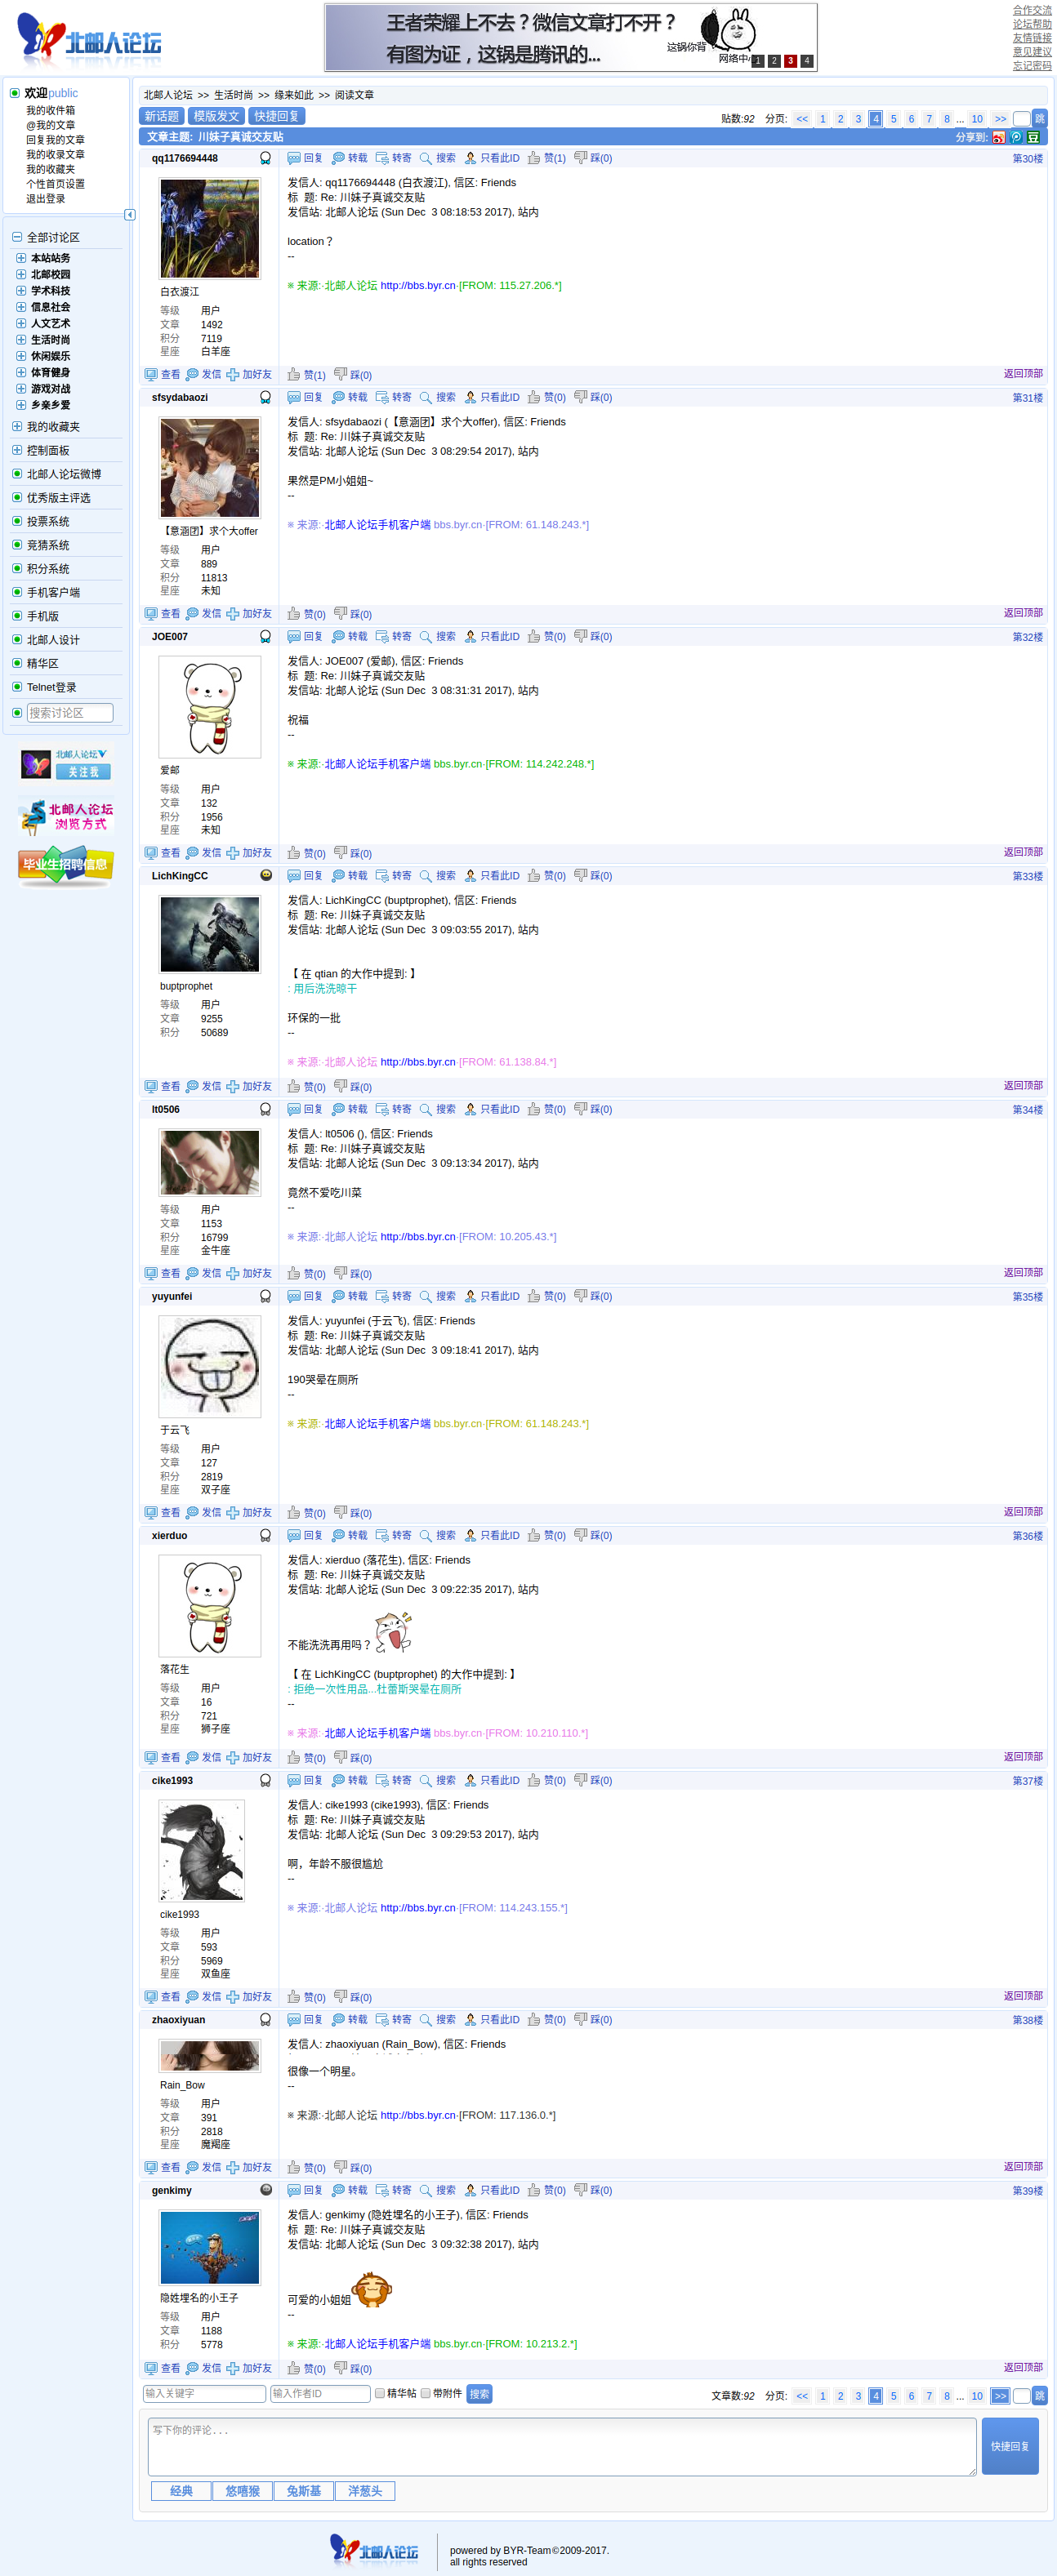 北邮人论坛
王者荣耀上不去？微信文章打不开？
有图为证，这锅是腾讯的...
这锅你背
网络中心
1 2 3 4
合作交流
论坛帮助
友情链接
意见建议
忘记密码
欢迎public
我的收件箱
@我的文章
回复我的文章
我的收录文章
我的收藏夹
个性首页设置
退出登录
全部讨论区
本站站务
北邮校园
学术科技
信息社会
人文艺术
生活时尚
休闲娱乐
体育健身
游戏对战
乡亲乡爱
我的收藏夹
控制面板
北邮人论坛微博
优秀版主评选
投票系统
竞猜系统
积分系统
手机客户端
手机版
北邮人设计
精华区
Telnet登录
搜索讨论区
北邮人论坛
关注我
北邮人论坛
浏览方式
毕业生招聘信息
北邮人论坛 >> 生活时尚 >> 缘来如此 >> 阅读文章
新话题 模版发文 快捷回复
贴数:92 分页: << 1 2 3 4 5 6 7 8 ... 10 >> 跳
文章主题: 川妹子真诚交友贴
分享到:
qq1176694448
回复 转载 转寄 搜索 只看此ID 赞(1) 踩(0) 第30楼
发信人: qq1176694448 (白衣渡江), 信区: Friends
标 题: Re: 川妹子真诚交友贴
发信站: 北邮人论坛 (Sun Dec 3 08:18:53 2017), 站内
location？
--
※ 来源:·北邮人论坛 http://bbs.byr.cn·[FROM: 115.27.206.*]
白衣渡江
等级 用户
文章 1492
积分 7119
星座 白羊座
查看 发信 加好友 赞(1) 踩(0) 返回顶部
sfsydabaozi
回复 转载 转寄 搜索 只看此ID 赞(0) 踩(0) 第31楼
发信人: sfsydabaozi (【意涵团】求个大offer), 信区: Friends
标 题: Re: 川妹子真诚交友贴
发信站: 北邮人论坛 (Sun Dec 3 08:29:54 2017), 站内
果然是PM小姐姐~
--
※ 来源:·北邮人论坛手机客户端 bbs.byr.cn·[FROM: 61.148.243.*]
【意涵团】求个大offer
等级 用户
文章 889
积分 11813
星座 未知
查看 发信 加好友 赞(0) 踩(0) 返回顶部
JOE007
回复 转载 转寄 搜索 只看此ID 赞(0) 踩(0) 第32楼
发信人: JOE007 (爱邮), 信区: Friends
标 题: Re: 川妹子真诚交友贴
发信站: 北邮人论坛 (Sun Dec 3 08:31:31 2017), 站内
祝福
--
※ 来源:·北邮人论坛手机客户端 bbs.byr.cn·[FROM: 114.242.248.*]
爱邮
等级 用户
文章 132
积分 1956
星座 未知
查看 发信 加好友 赞(0) 踩(0) 返回顶部
LichKingCC
回复 转载 转寄 搜索 只看此ID 赞(0) 踩(0) 第33楼
发信人: LichKingCC (buptprophet), 信区: Friends
标 题: Re: 川妹子真诚交友贴
发信站: 北邮人论坛 (Sun Dec 3 09:03:55 2017), 站内
【 在 qtian 的大作中提到: 】
: 用后洗洗晾干
环保的一批
--
※ 来源:·北邮人论坛 http://bbs.byr.cn·[FROM: 61.138.84.*]
buptprophet
等级 用户
文章 9255
积分 50689
查看 发信 加好友 赞(0) 踩(0) 返回顶部
lt0506
回复 转载 转寄 搜索 只看此ID 赞(0) 踩(0) 第34楼
发信人: lt0506 (), 信区: Friends
标 题: Re: 川妹子真诚交友贴
发信站: 北邮人论坛 (Sun Dec 3 09:13:34 2017), 站内
竟然不爱吃川菜
--
※ 来源:·北邮人论坛 http://bbs.byr.cn·[FROM: 10.205.43.*]
等级 用户
文章 1153
积分 16799
星座 金牛座
查看 发信 加好友 赞(0) 踩(0) 返回顶部
yuyunfei
回复 转载 转寄 搜索 只看此ID 赞(0) 踩(0) 第35楼
发信人: yuyunfei (于云飞), 信区: Friends
标 题: Re: 川妹子真诚交友贴
发信站: 北邮人论坛 (Sun Dec 3 09:18:41 2017), 站内
190哭晕在厕所
--
※ 来源:·北邮人论坛手机客户端 bbs.byr.cn·[FROM: 61.148.243.*]
于云飞
等级 用户
文章 127
积分 2819
星座 双子座
查看 发信 加好友 赞(0) 踩(0) 返回顶部
xierduo
回复 转载 转寄 搜索 只看此ID 赞(0) 踩(0) 第36楼
发信人: xierduo (落花生), 信区: Friends
标 题: Re: 川妹子真诚交友贴
发信站: 北邮人论坛 (Sun Dec 3 09:22:35 2017), 站内
不能洗洗再用吗？
【 在 LichKingCC (buptprophet) 的大作中提到: 】
: 拒绝一次性用品...杜蕾斯哭晕在厕所
--
※ 来源:·北邮人论坛手机客户端 bbs.byr.cn·[FROM: 10.210.110.*]
落花生
等级 用户
文章 16
积分 721
星座 狮子座
查看 发信 加好友 赞(0) 踩(0) 返回顶部
cike1993
回复 转载 转寄 搜索 只看此ID 赞(0) 踩(0) 第37楼
发信人: cike1993 (cike1993), 信区: Friends
标 题: Re: 川妹子真诚交友贴
发信站: 北邮人论坛 (Sun Dec 3 09:29:53 2017), 站内
啊，年龄不服很尴尬
--
※ 来源:·北邮人论坛 http://bbs.byr.cn·[FROM: 114.243.155.*]
cike1993
等级 用户
文章 593
积分 5969
星座 双鱼座
查看 发信 加好友 赞(0) 踩(0) 返回顶部
zhaoxiyuan
回复 转载 转寄 搜索 只看此ID 赞(0) 踩(0) 第38楼
发信人: zhaoxiyuan (Rain_Bow), 信区: Friends
很像一个明星。
--
※ 来源:·北邮人论坛 http://bbs.byr.cn·[FROM: 117.136.0.*]
Rain_Bow
等级 用户
文章 391
积分 2818
星座 魔羯座
查看 发信 加好友 赞(0) 踩(0) 返回顶部
genkimy
回复 转载 转寄 搜索 只看此ID 赞(0) 踩(0) 第39楼
发信人: genkimy (隐姓埋名的小王子), 信区: Friends
标 题: Re: 川妹子真诚交友贴
发信站: 北邮人论坛 (Sun Dec 3 09:32:38 2017), 站内
可爱的小姐姐
--
※ 来源:·北邮人论坛手机客户端 bbs.byr.cn·[FROM: 10.213.2.*]
隐姓埋名的小王子
等级 用户
文章 1188
积分 5778
查看 发信 加好友 赞(0) 踩(0) 返回顶部
输入关键字 输入作者ID 精华帖 带附件 搜索
文章数:92 分页: << 1 2 3 4 5 6 7 8 ... 10 >> 跳
写下你的评论...
快捷回复
经典 悠嘻猴 兔斯基 洋葱头
北邮人论坛
powered by BYR-Team©2009-2017.
all rights reserved